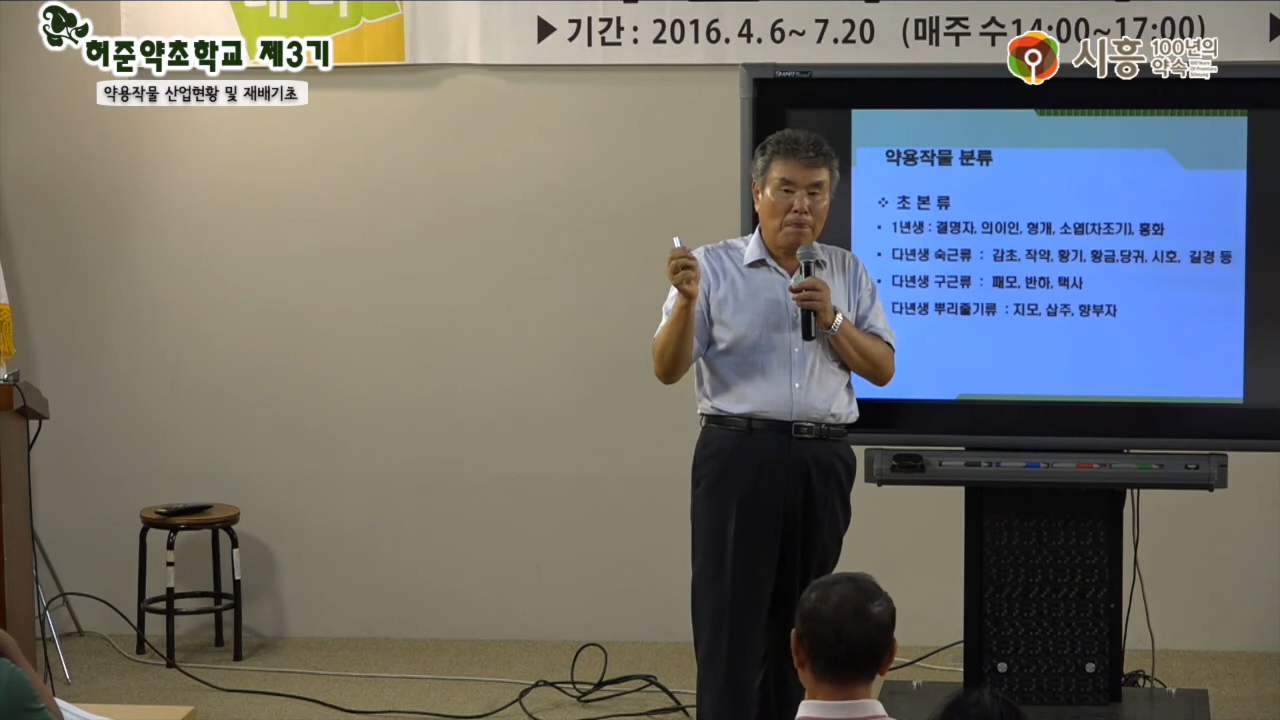 ▶기간 : 2016. 4. 6~ 7.20 (매주 수14:00~17:00)
허준약초학교 제3기
약용작물 산업현황 및 재배기초
시흥 100년의 약속
약용작물 분류
❖ 초 본 류
▪ 1년생 : 결명자, 의이인, 형개, 소엽(차조기), 홍화
▪ 다년생 숙근류 : 감초, 작약, 황기, 황금,당귀, 시호, 길경 등
▪ 다년생 구근류 : 패모, 반하, 택사
다년생 뿌리줄기류 : 지모, 삽주, 향부자